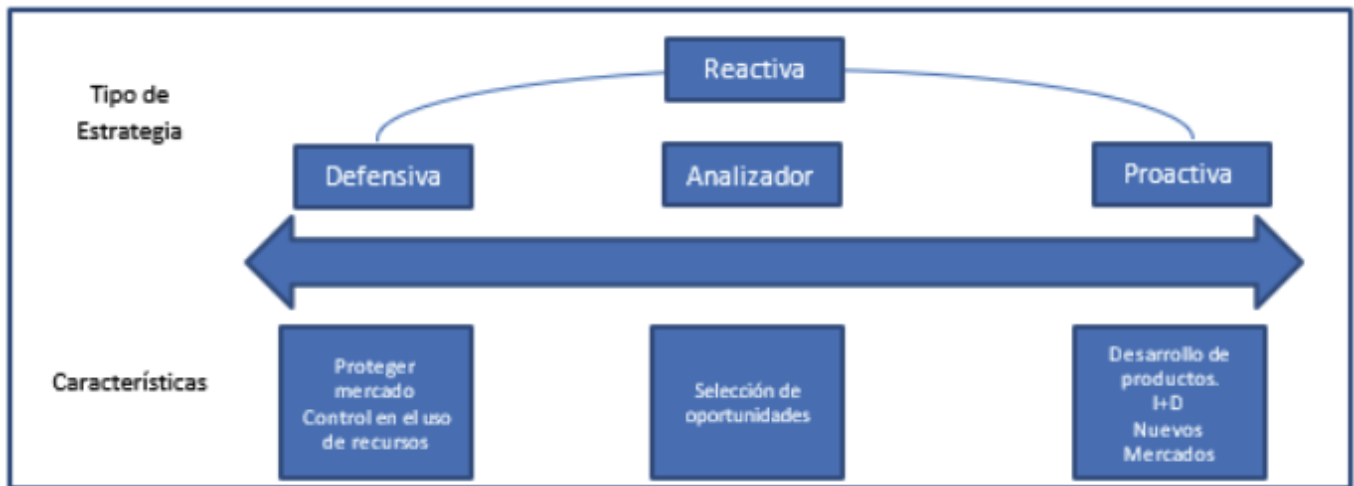 Reactiva
Tipo de
Estrategia
Defensiva
Analizador
Proactiva
Características
Proteger
mercado
Control en el uso
de recursos
Selección de
oportunidades
Desarrollo de
productos.
I+D
Nuevos
Mercados